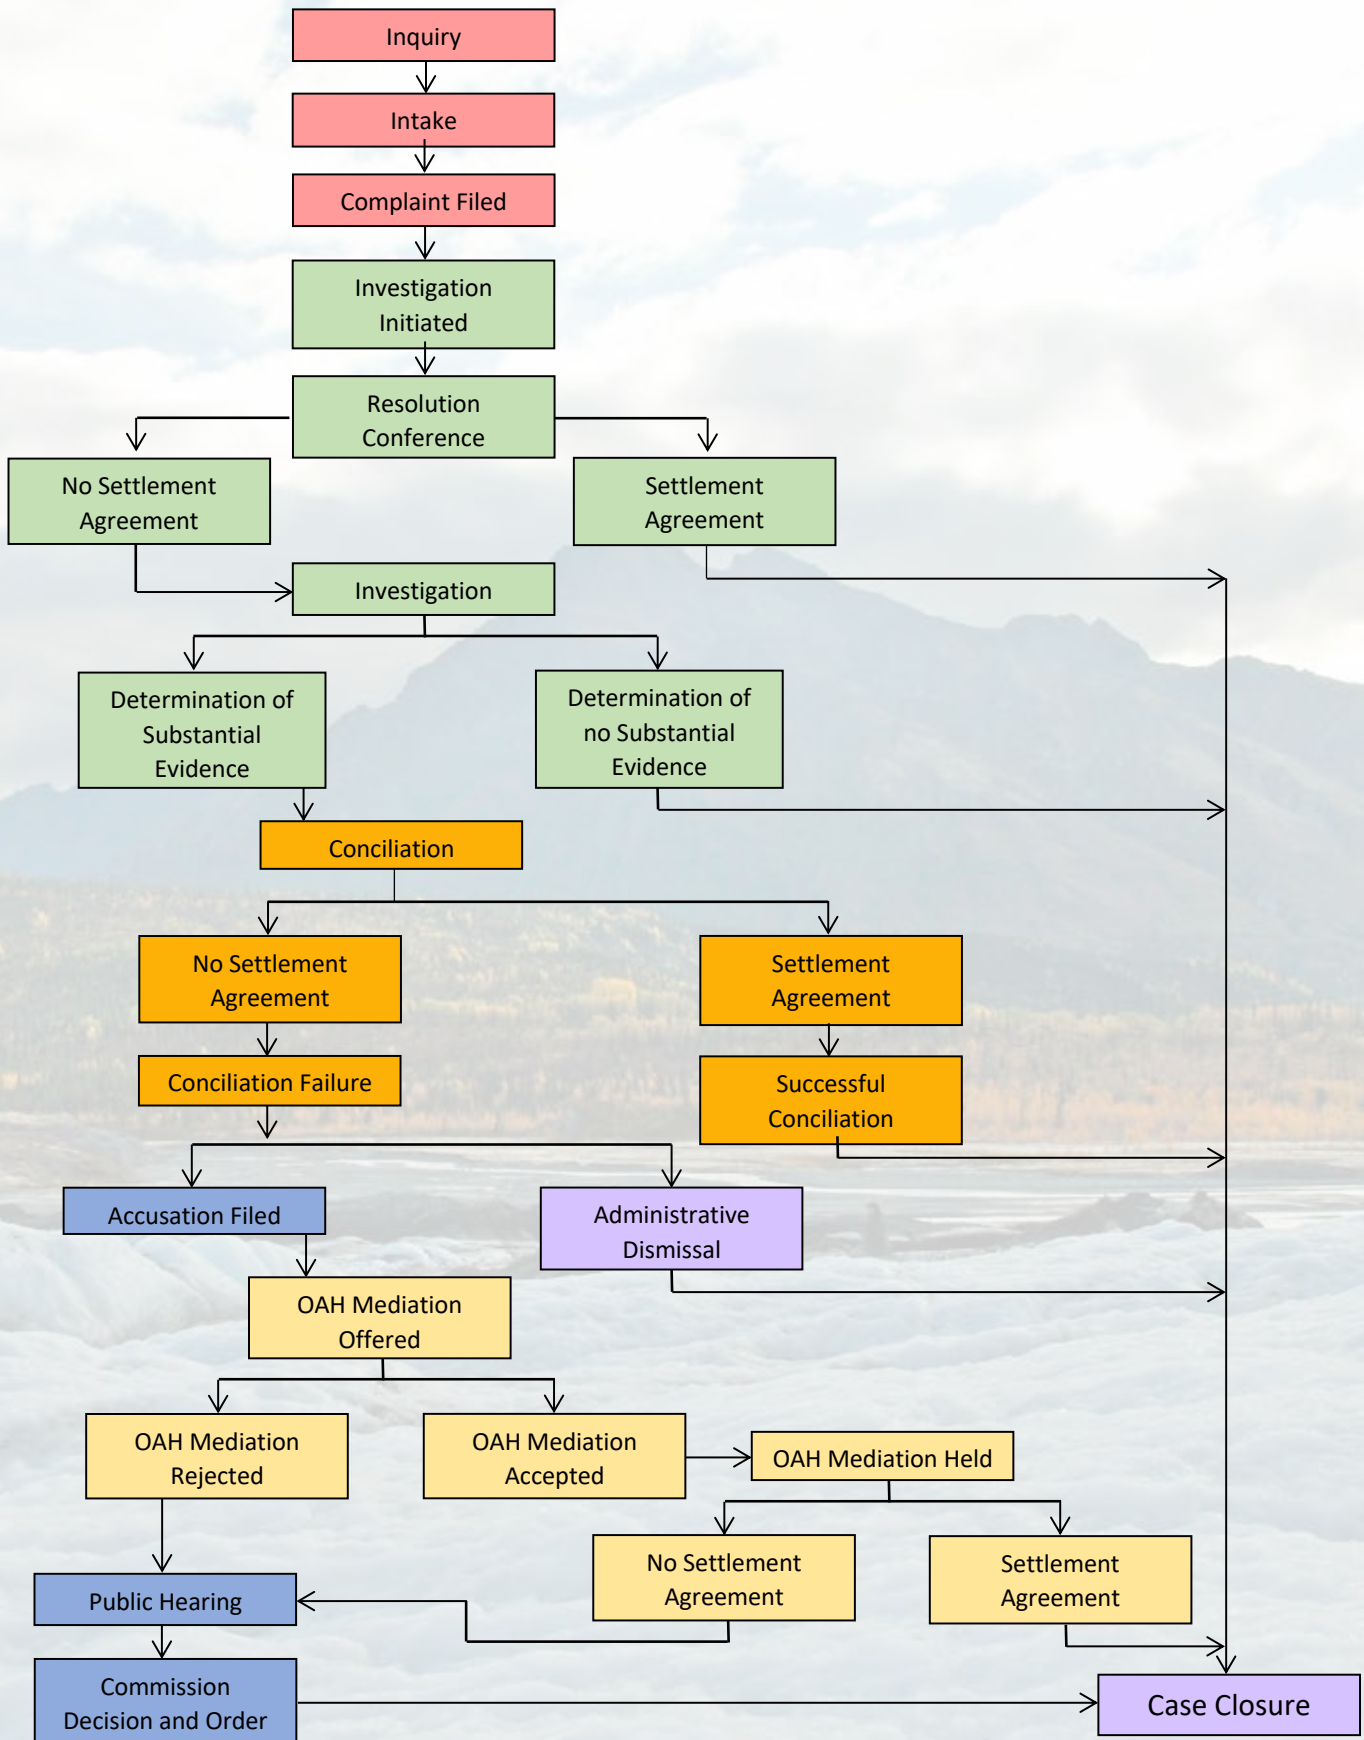 Inquiry
Intake
Complaint Filed
Investigation
Initiated
Resolution
Conference
No Settlement
Agreement
Settlement
Agreement
Investigation
Determination of
Substantial
Evidence
Determination of
no Substantial
Evidence
Conciliation
No Settlement
Agreement
Settlement
Agreement
Conciliation Failure
Successful
Conciliation
Accusation Filed
Administrative
Dismissal
OAH Mediation
Offered
OAH Mediation
Rejected
OAH Mediation
Accepted
OAH Mediation Held
No Settlement
Agreement
Settlement
Agreement
Public Hearing
Commission
Decision and Order
Case Closure